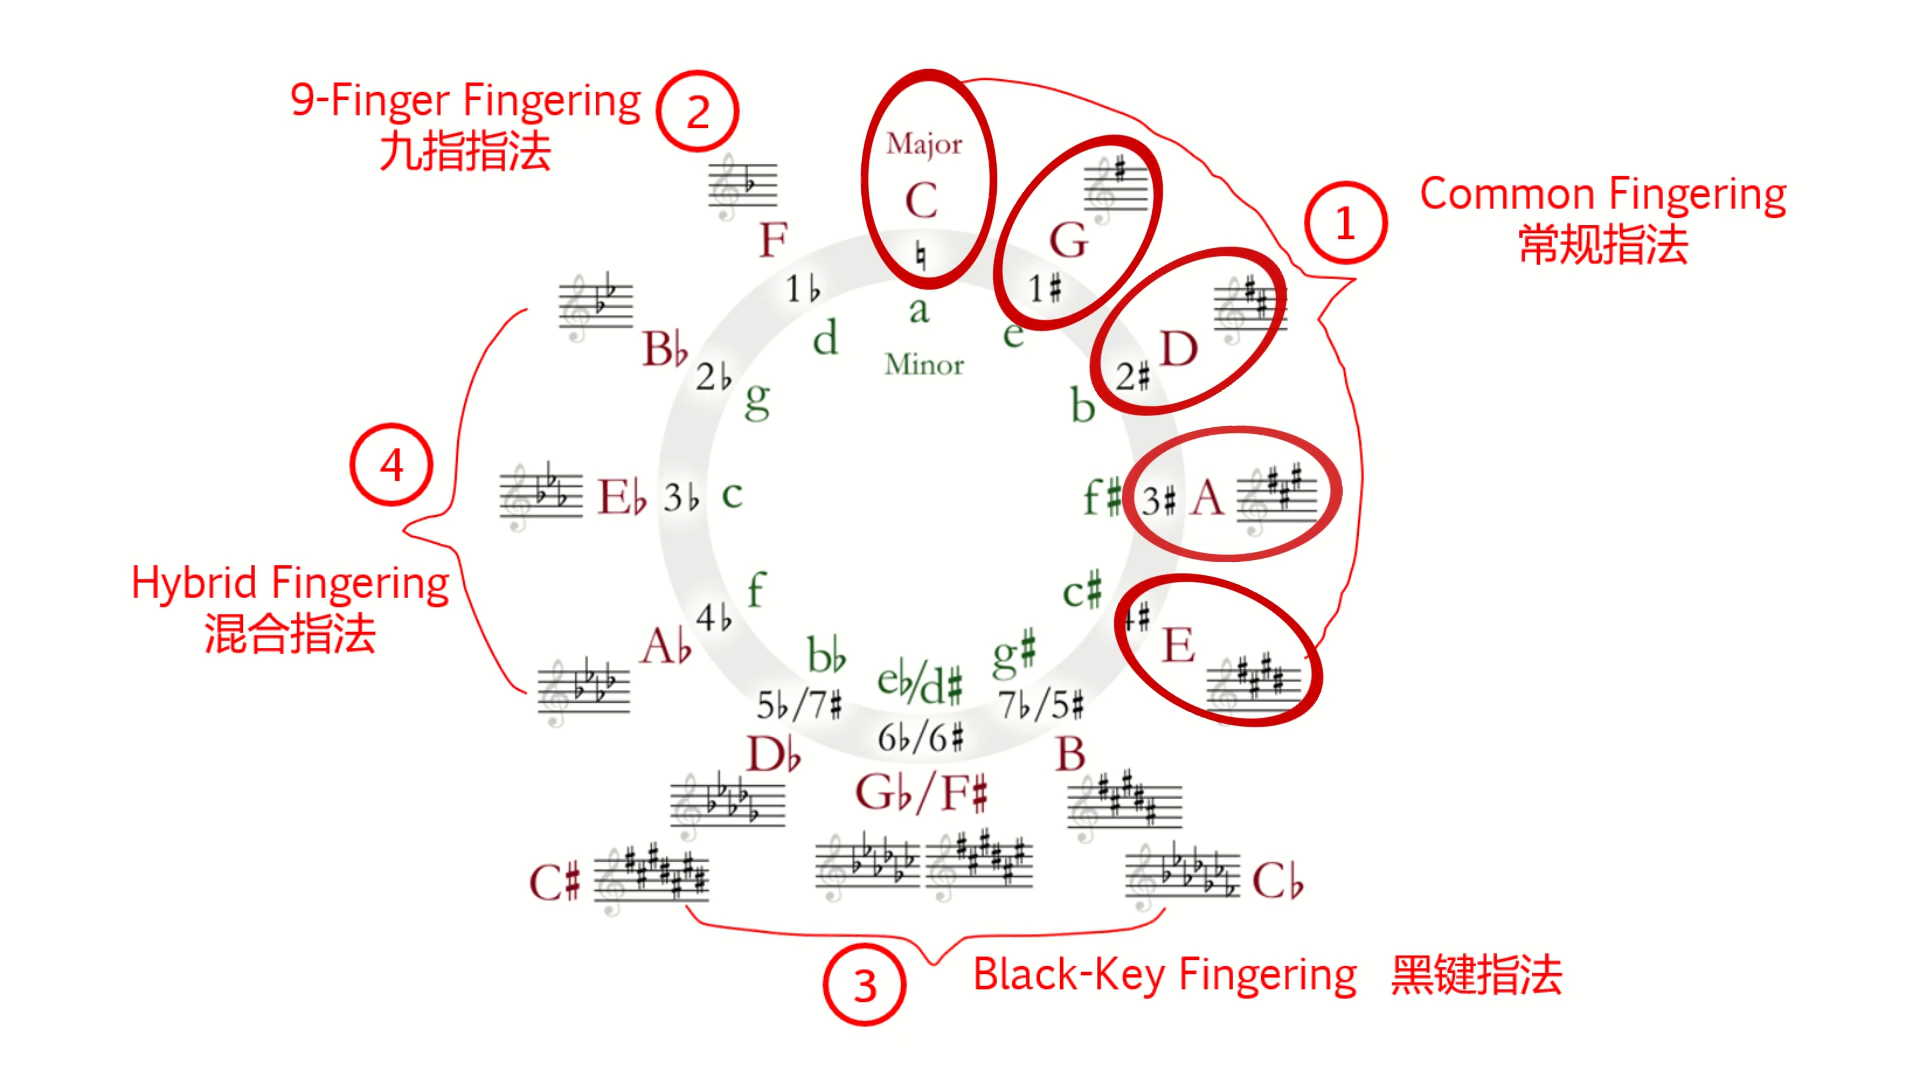 9-Finger Fingering
九指指法
2
Major
C
♮
F
1♭
G
1♯
1
Common Fingering
常规指法
a
Minor
d
e
B♭
2♭
g
D
2♯
b
4
E♭
3♭
c
f♯
3♯
A
Hybrid Fingering
混合指法
A♭
4♭
f
c♯
4♯
E
b♭
e♭/d♯
g♯
5♭/7♯
6♭/6♯
7♭/5♯
D♭
G♭/F♯
B
C♯
C♭
3
Black-Key Fingering 黑键指法